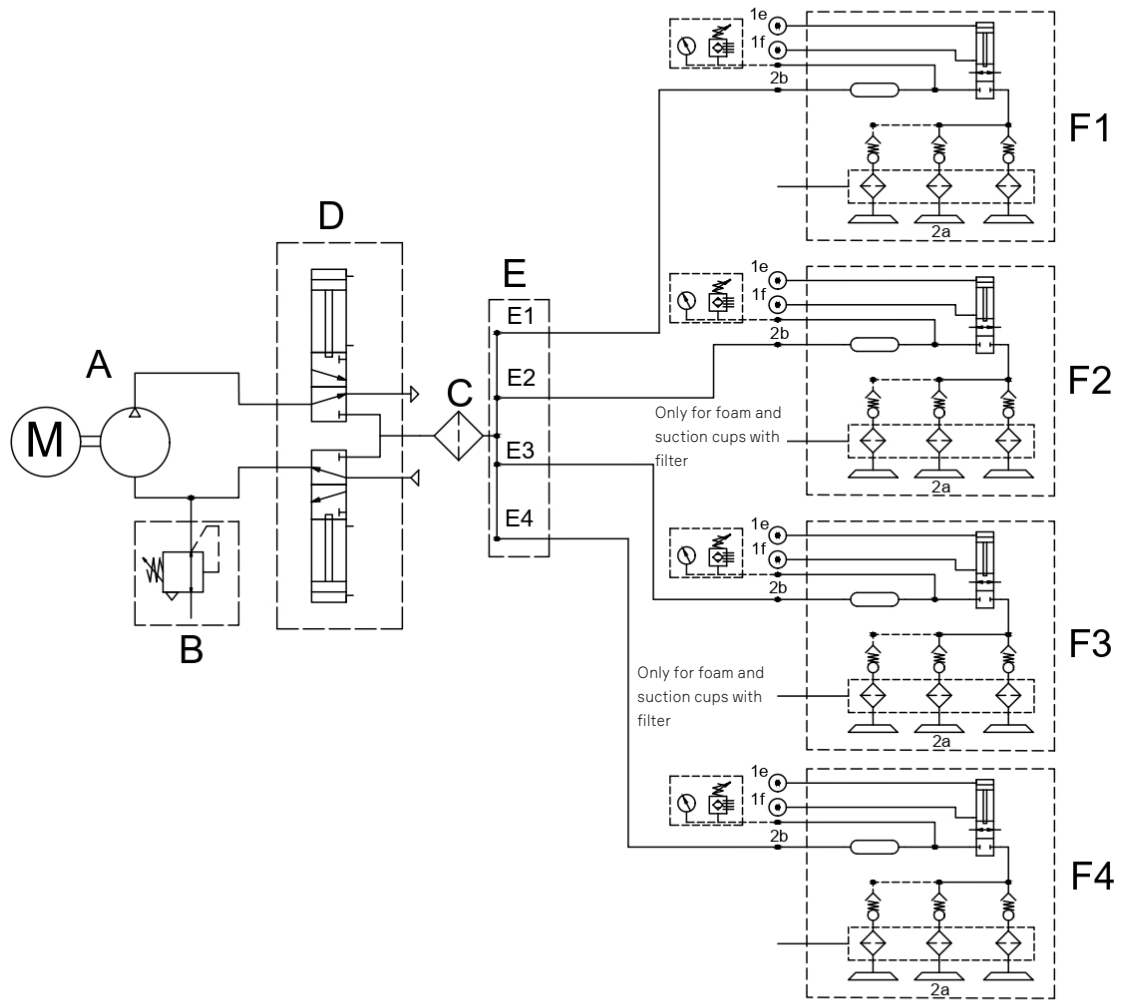 1e
1f
2b
F1
2a
D
E
E1
1e
1f
2b
A
C
E2
F2
Only for foam and
suction cups with
filter
M
E3
2a
E4
1e
1f
2b
B
F3
Only for foam and
suction cups with
filter
2a
1e
1f
2b
F4
2a